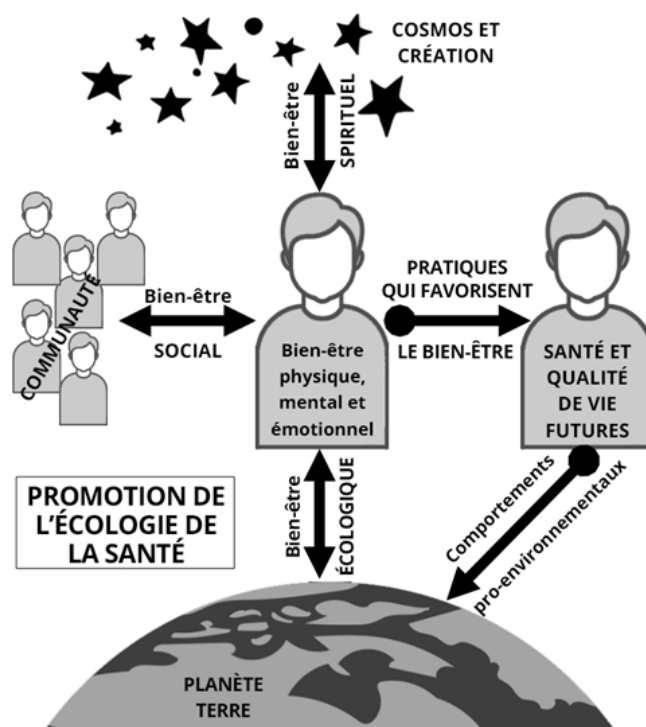 COSMOS ET
CRÉATION
Bien-être
SPIRITUEL
COMMUNAUTÉ
Bien-être
SOCIAL
Bien-être
physique,
mental et
émotionnel
PRATIQUES
QUI FAVORISENT
LE BIEN-ÊTRE
SANTÉ ET
QUALITÉ
DE VIE
FUTURES
PROMOTION DE
L’ÉCOLOGIE DE
LA SANTÉ
Bien-être
ÉCOLOGIQUE
Comportements
pro-environnementaux
PLANÈTE
TERRE